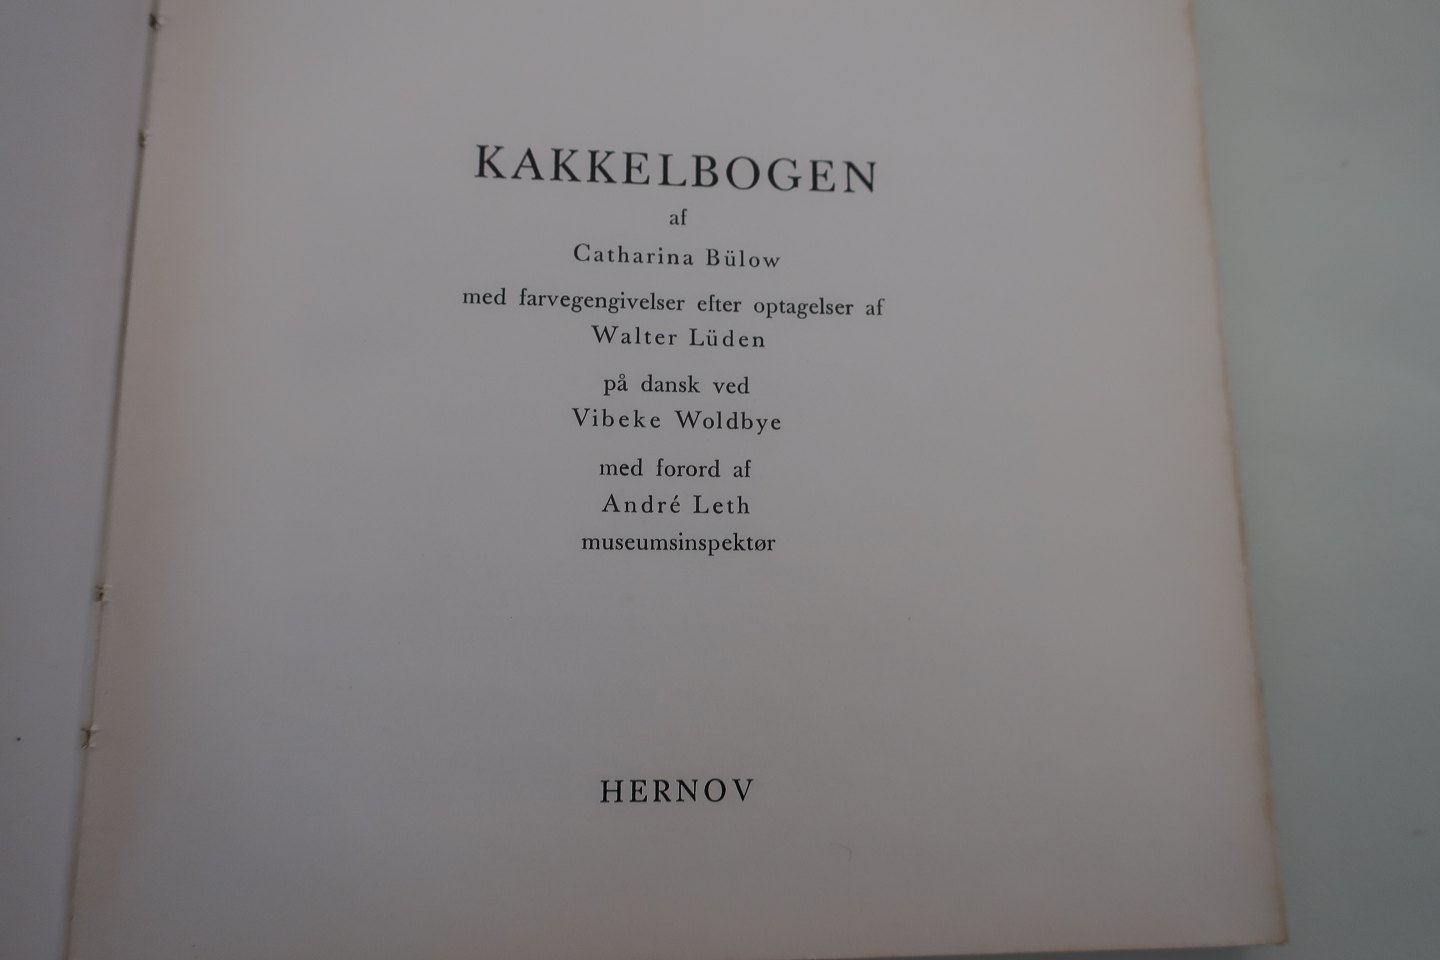 KAKKELBOGEN
af
Catharina Bülow
med farvegengivelser efter optagelser af
Walter Lüden
på dansk ved
Vibeke Woldbye
med forord af
André Leth
museumsinspektør
HERNOV